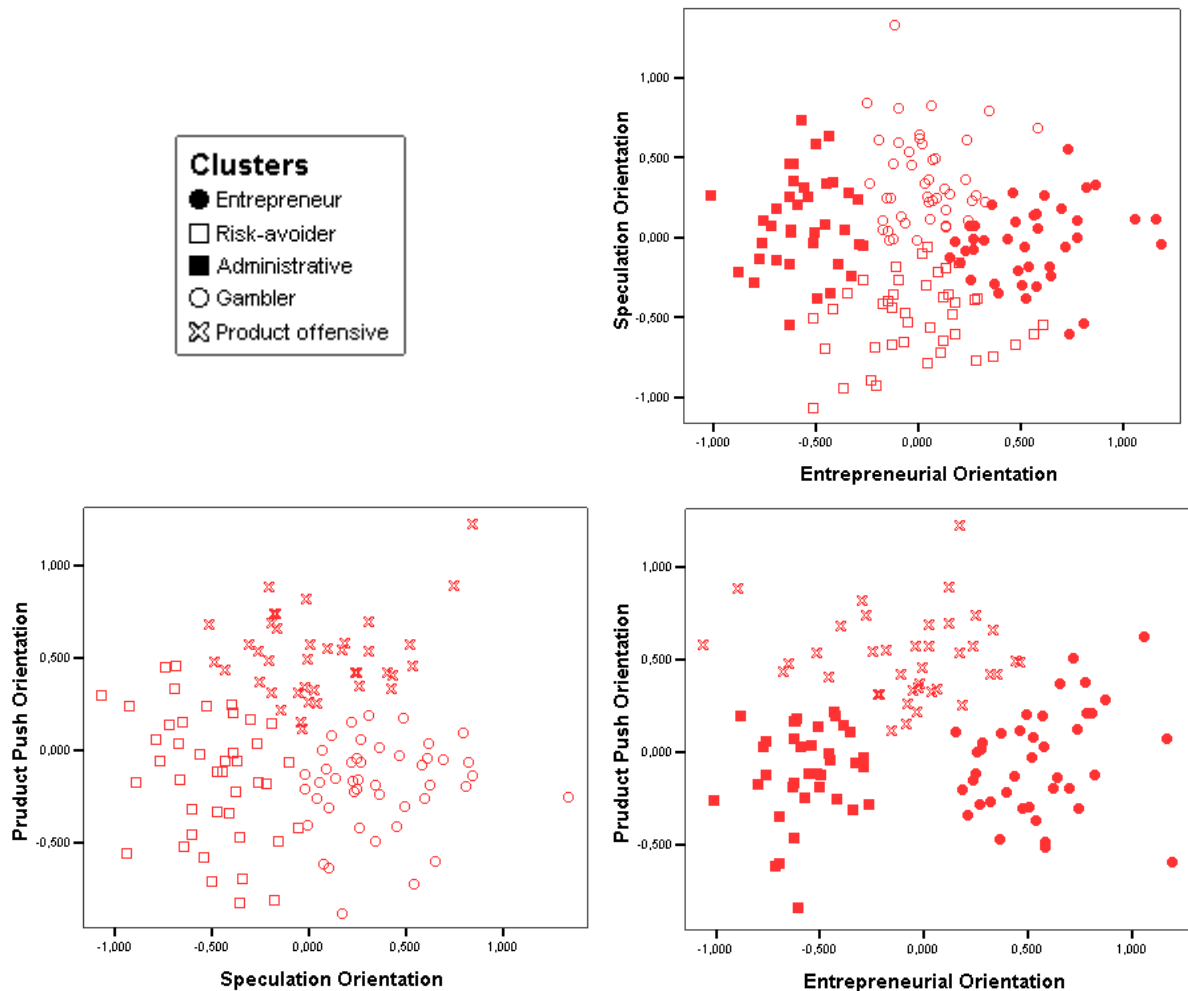 Clusters
Entrepreneur
Risk-avoider
Administrative
Gambler
Product offensive
Speculation Orientation
1,000
0,500
0,000
-0,500
-1,000
-1,000 -0,500 0,000 0,500 1,000
Entrepreneurial Orientation
Pruduct Push Orientation
1,000
0,500
0,000
-0,500
-1,000 -0,500 0,000 0,500 1,000
Speculation Orientation
Pruduct Push Orientation
1,000
0,500
0,000
-0,500
-1,000 -0,500 0,000 0,500 1,000
Entrepreneurial Orientation